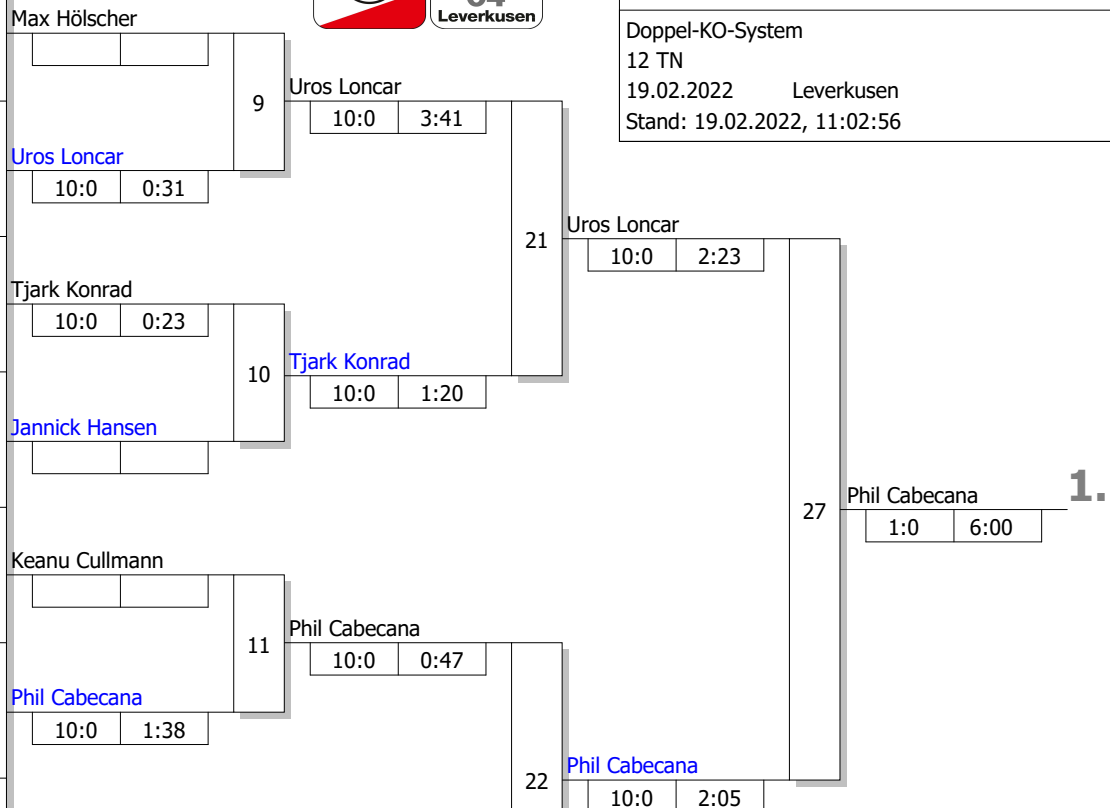 Max Hölscher
Leverkusen
Doppel-KO-System
12 TN
19.02.2022 Leverkusen
Stand: 19.02.2022, 11:02:56
9
Uros Loncar
10:0 3:41
Uros Loncar
10:0 0:31
21
Uros Loncar
10:0 2:23
Tjark Konrad
10:0 0:23
10
Tjark Konrad
10:0 1:20
Jannick Hansen
27
Phil Cabecana
1:0 6:00
1.
Keanu Cullmann
11
Phil Cabecana
10:0 0:47
Phil Cabecana
10:0 1:38
22
Phil Cabecana
10:0 2:05